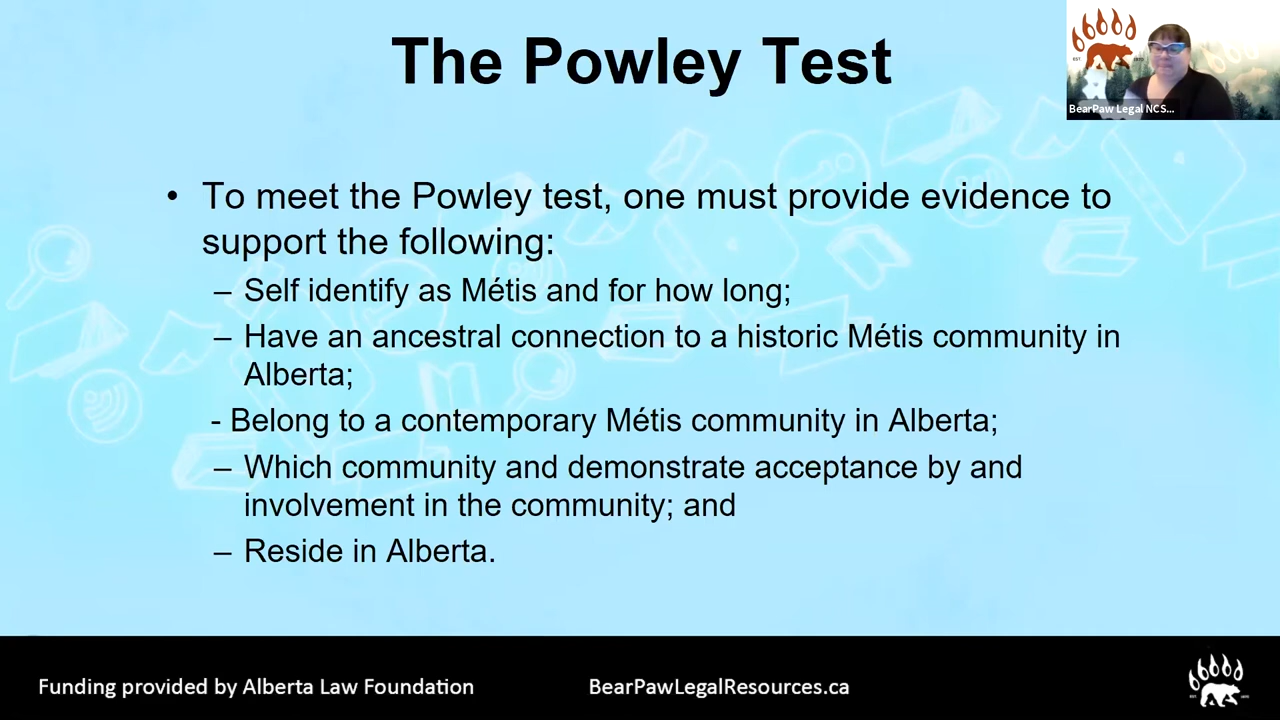 The Powley Test
BearPaw Legal NCS...
• To meet the Powley test, one must provide evidence to
support the following:
– Self identify as Métis and for how long;
– Have an ancestral connection to a historic Métis community in
Alberta;
- Belong to a contemporary Métis community in Alberta;
– Which community and demonstrate acceptance by and
involvement in the community; and
– Reside in Alberta.
Funding provided by Alberta Law Foundation
BearPawLegalResources.ca